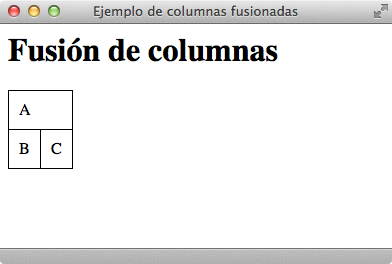 Ejemplo de columnas fusionadas
Fusión de columnas
A
B C